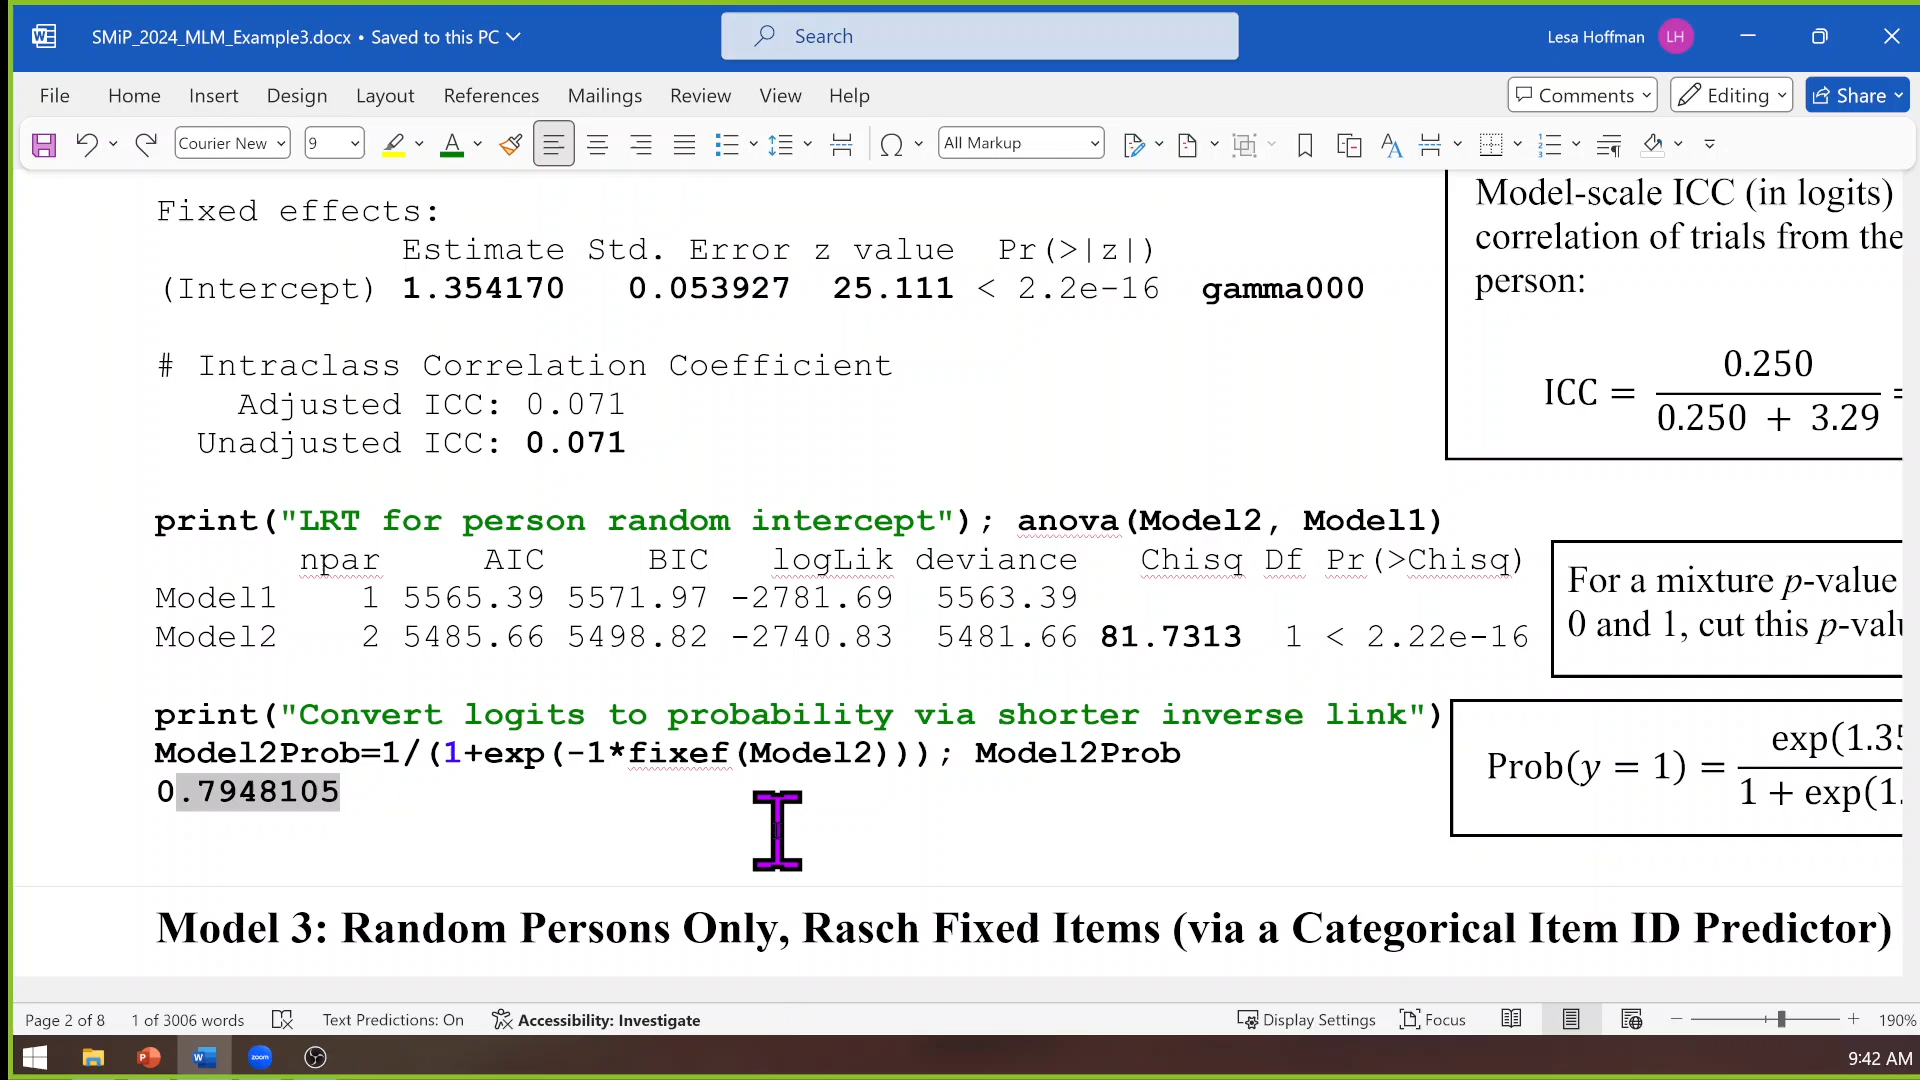 SMiP_2024_MLM_Example3.docx • Saved to this PC
Search
Lesa Hoffman
LH
File Home Insert Design Layout References Mailings Review View Help
Comments Editing Share
Courier New 9 All Markup
Fixed effects:
Estimate Std. Error z value Pr(>|z|)
(Intercept) 1.354170 0.053927 25.111 < 2.2e-16 gamma000
# Intraclass Correlation Coefficient
Adjusted ICC: 0.071
Unadjusted ICC: 0.071
Model-scale ICC (in logits)
correlation of trials from the
person:
ICC = 0.250 / 0.250 + 3.29 =
print("LRT for person random intercept"); anova(Model2, Model1)
npar AIC BIC logLik deviance Chisq Df Pr(>Chisq)
Model1 1 5565.39 5571.97 -2781.69 5563.39
Model2 2 5485.66 5498.82 -2740.83 5481.66 81.7313 1 < 2.22e-16
For a mixture p-value
0 and 1, cut this
print("Convert logits to probability via shorter inverse link")
Model2Prob=1/(1+exp(-1*fixef(Model2))); Model2Prob
0.7948105
Prob(y = 1) = exp(1.35 / 1 + exp(1.
Model 3: Random Persons Only, Rasch Fixed Items (via a Categorical Item ID Predictor)
Page 2 of 8 1 of 3006 words Text Predictions: On Accessibility: Investigate Display Settings Focus 190%
zoom
9:42 AM